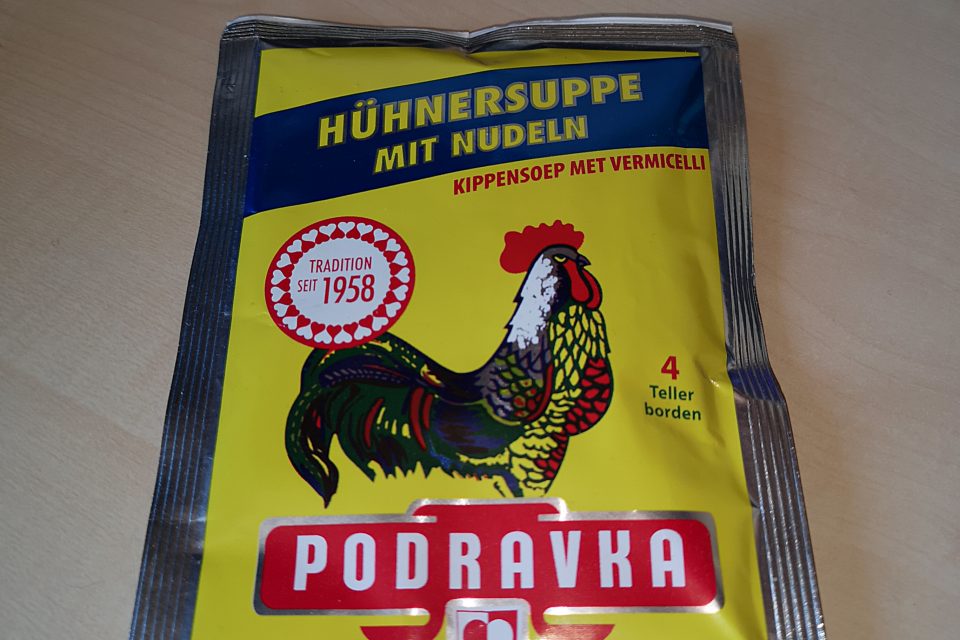 HÜHNERSUPPE
MIT NUDELN
KIPPENSOEP MET VERMICELLI
TRADITION
SEIT 1958
4
Teller
borden
PODRAVKA